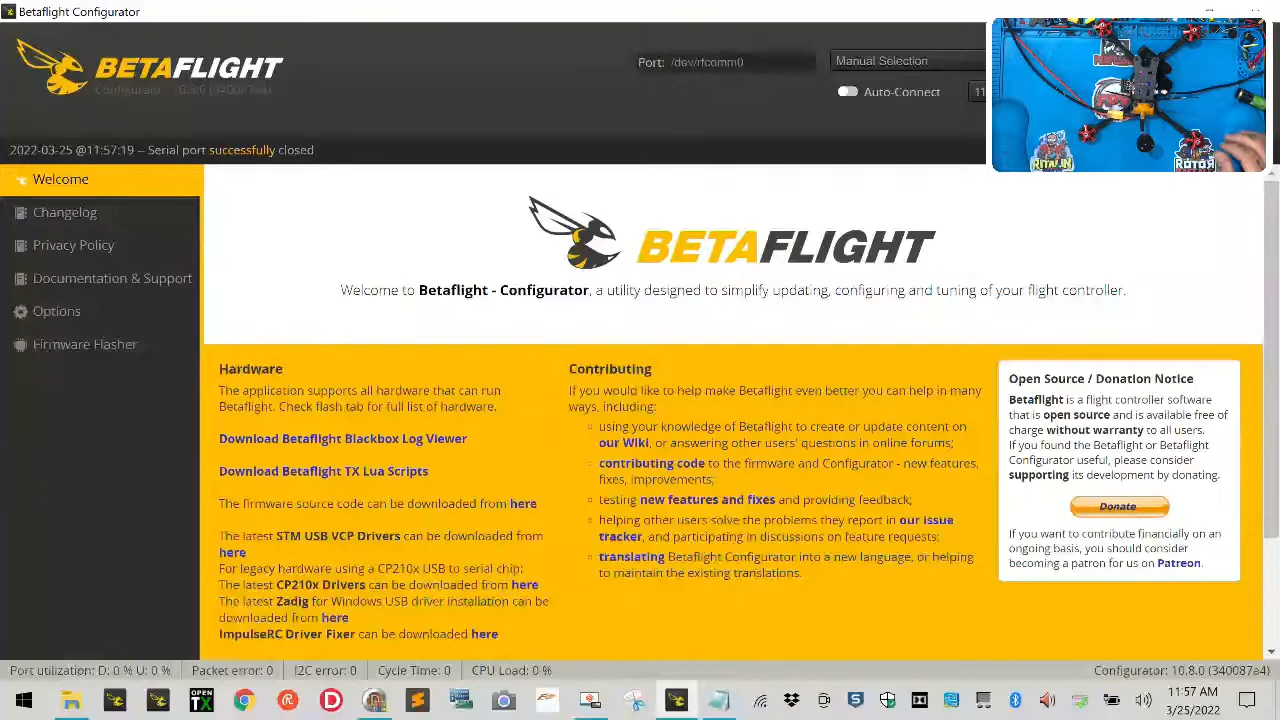 Betaflight Configurator
BETAFLIGHT
Configurator 10.8.0 (340087a4)
Port: /dev/rfcomm0
Manual Selection
Auto-Connect
11
2022-03-25 @11:57:19 -- Serial port successfully closed
RITALIN
ROTOR
Welcome
Changelog
Privacy Policy
Documentation & Support
Options
Firmware Flasher
BETAFLIGHT
Welcome to Betaflight - Configurator, a utility designed to simplify updating, configuring and tuning of your flight controller.
Hardware
The application supports all hardware that can run
Betaflight. Check flash tab for full list of hardware.
Download Betaflight Blackbox Log Viewer
Download Betaflight TX Lua Scripts
The firmware source code can be downloaded from here
The latest STM USB VCP Drivers can be downloaded from
here
For legacy hardware using a CP210x USB to serial chip:
The latest CP210x Drivers can be downloaded from here
The latest Zadig for Windows USB driver installation can be
downloaded from here
ImpulseRC Driver Fixer can be downloaded here
Contributing
If you would like to help make Betaflight even better you can help in many
ways, including:
using your knowledge of Betaflight to create or update content on
our Wiki, or answering other users' questions in online forums;
contributing code to the firmware and Configurator - new features,
fixes, improvements;
testing new features and fixes and providing feedback;
helping other users solve the problems they report in our issue
tracker, and participating in discussions on feature requests;
translating Betaflight Configurator into a new language, or helping
to maintain the existing translations.
Open Source / Donation Notice
Betaflight is a flight controller software
that is open source and is available free of
charge without warranty to all users.
If you found the Betaflight or Betaflight
Configurator useful, please consider
supporting its development by donating.
Donate
If you want to contribute financially on an
ongoing basis, you should consider
becoming a patron for us on Patreon.
Port utilization: D: 0 % U: 0 %
Packet error: 0
I2C error: 0
Cycle Time: 0
CPU Load: 0 %
Configurator: 10.8.0 (340087a4)
OPEN
TX
11:57 AM
3/25/2022